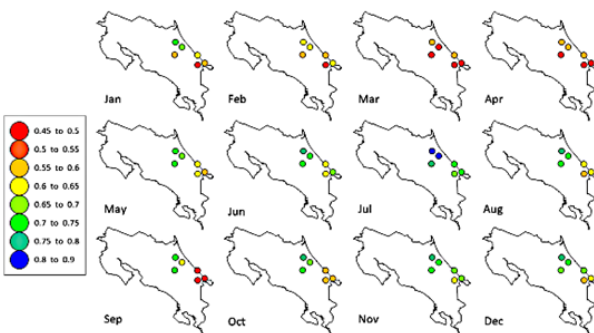 Jan
Feb
Mar
Apr
0.45 to 0.5
0.5 to 0.55
0.55 to 0.6
0.6 to 0.65
0.65 to 0.7
0.7 to 0.75
0.75 to 0.8
0.8 to 0.9
May
Jun
Jul
Aug
Sep
Oct
Nov
Dec